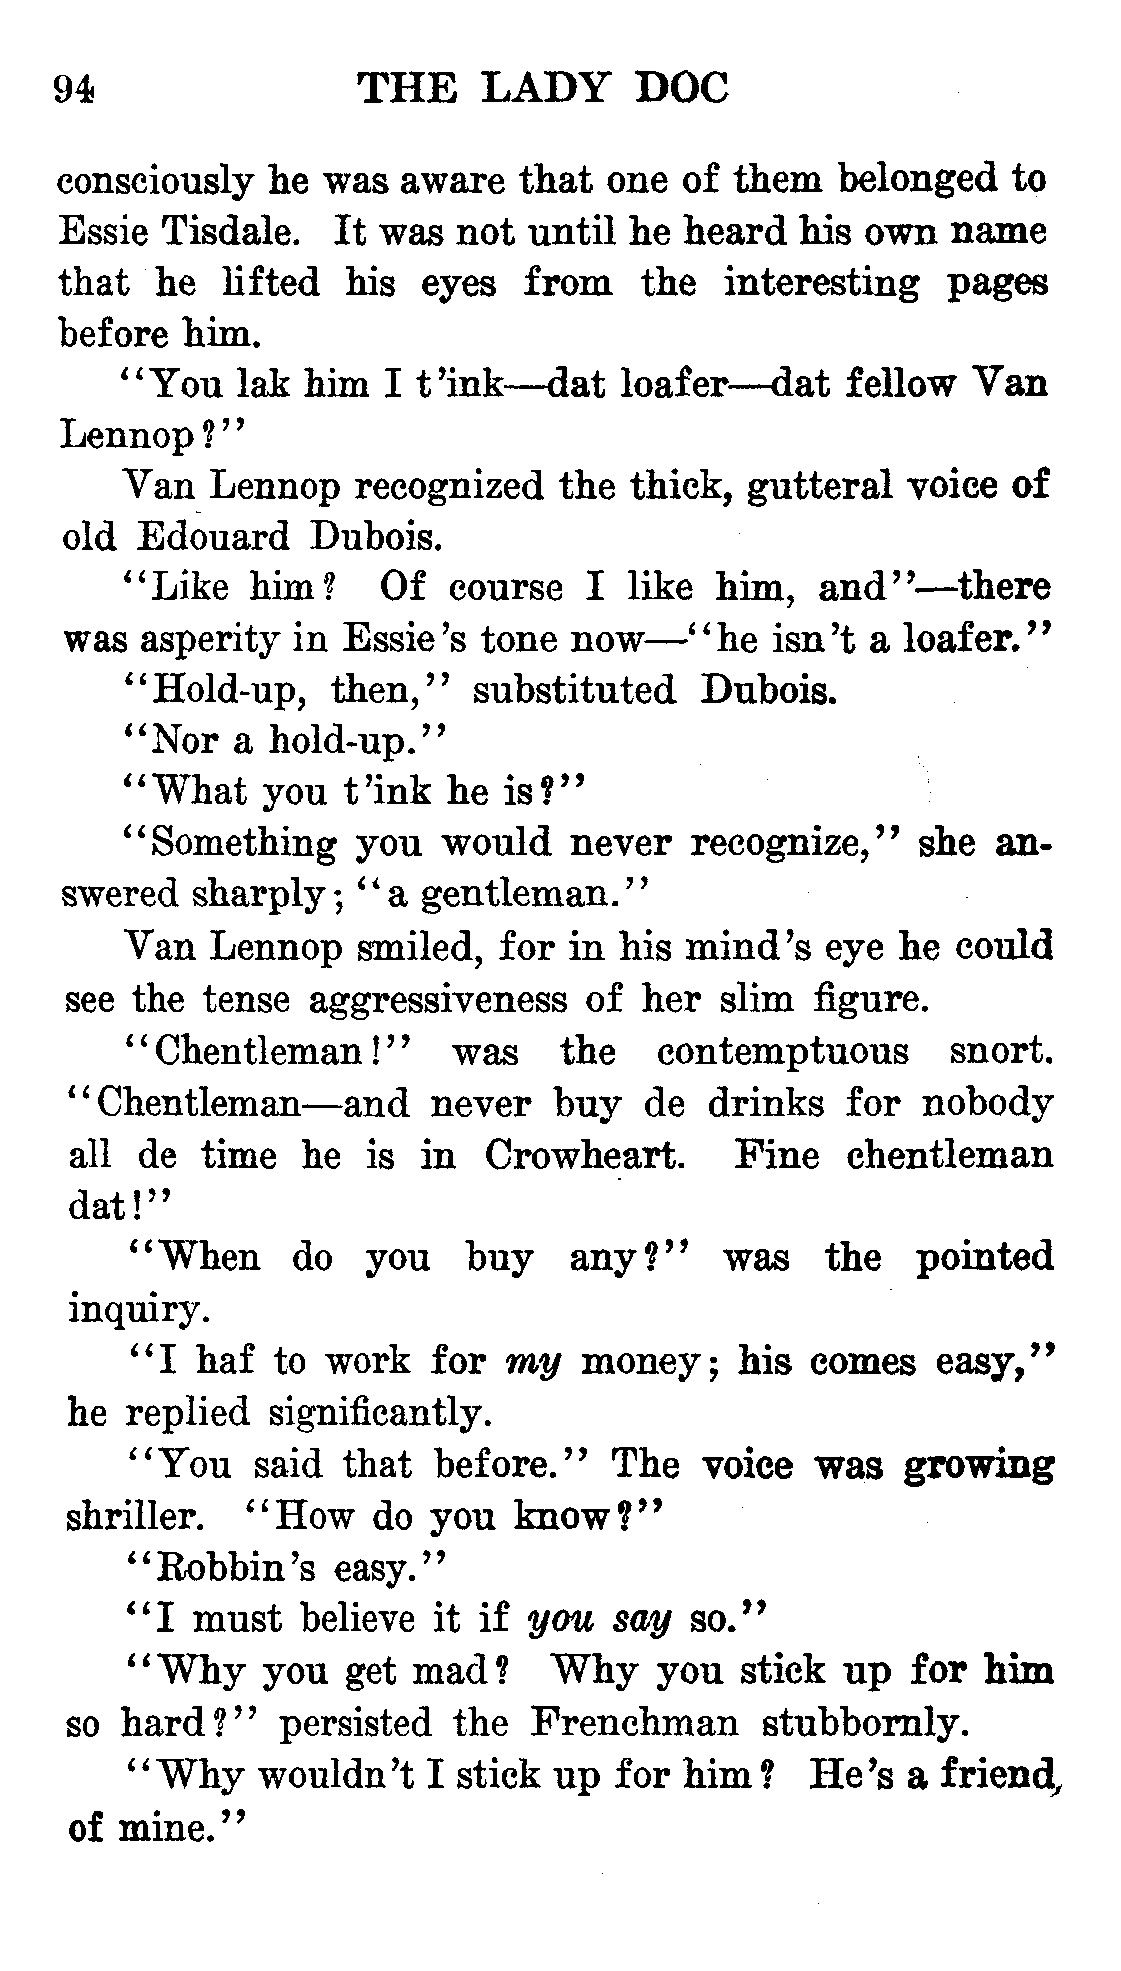 94 THE LADY DOC
consciously he was aware that one of them belonged to
Essie Tisdale. It was not until he heard his own name
that he lifted his eyes from the interesting pages
before him.
"You lak him I t'ink—dat loafer—dat fellow Van
Lennop?"
Van Lennop recognized the thick, gutteral voice of
old Edouard Dubois.
"Like him? Of course I like him, and"—there
was asperity in Essie's tone now—"he isn't a loafer."
"Hold-up, then," substituted Dubois.
"Nor a hold-up."
"What you t'ink he is?"
"Something you would never recognize," she an-
swered sharply; "a gentleman."
Van Lennop smiled, for in his mind's eye he could
see the tense aggressiveness of her slim figure.
"Chentleman!" was the contemptuous snort.
"Chentleman—and never buy de drinks for nobody
all de time he is in Crowheart. Fine chentleman
dat!"
"When do you buy any?" was the pointed
inquiry.
"I haf to work for my money; his comes easy,"
he replied significantly.
"You said that before." The voice was growing
shriller. "How do you know?"
"Robbin's easy."
"I must believe it if you say so."
"Why you get mad? Why you stick up for him
so hard?" persisted the Frenchman stubbornly.
"Why wouldn't I stick up for him? He's a friend,
of mine."